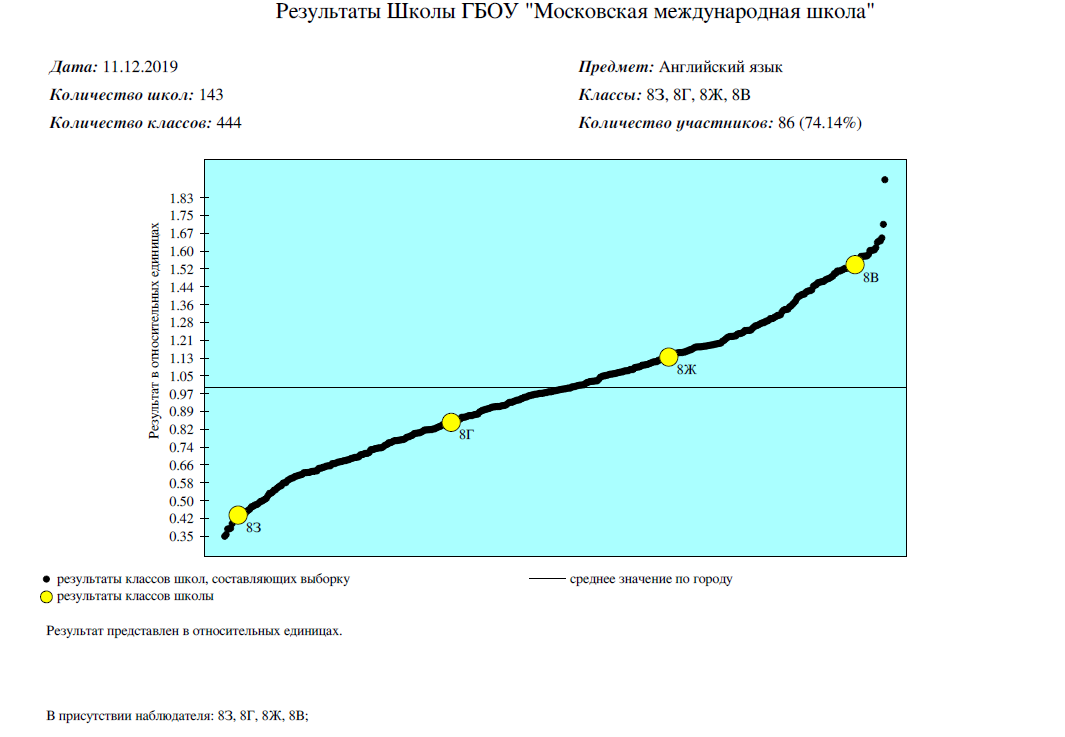 Результаты Школы ГБОУ "Московская международная школа"
Дата: 11.12.2019
Предмет: Английский язык
Количество школ: 143
Классы: 8З, 8Г, 8Ж, 8В
Количество классов: 444
Количество участников: 86 (74.14%)
Результат в относительных единицах
1.83
1.75
1.67
1.60
1.52
1.44
1.36
1.28
1.21
1.13
1.05
0.97
0.89
0.82
0.74
0.66
0.58
0.50
0.42
0.35
8В
8Ж
8Г
8З
результаты классов школ, составляющих выборку
среднее значение по городу
результаты классов школы
Результат представлен в относительных единицах.
В присутствии наблюдателя: 8З, 8Г, 8Ж, 8В;